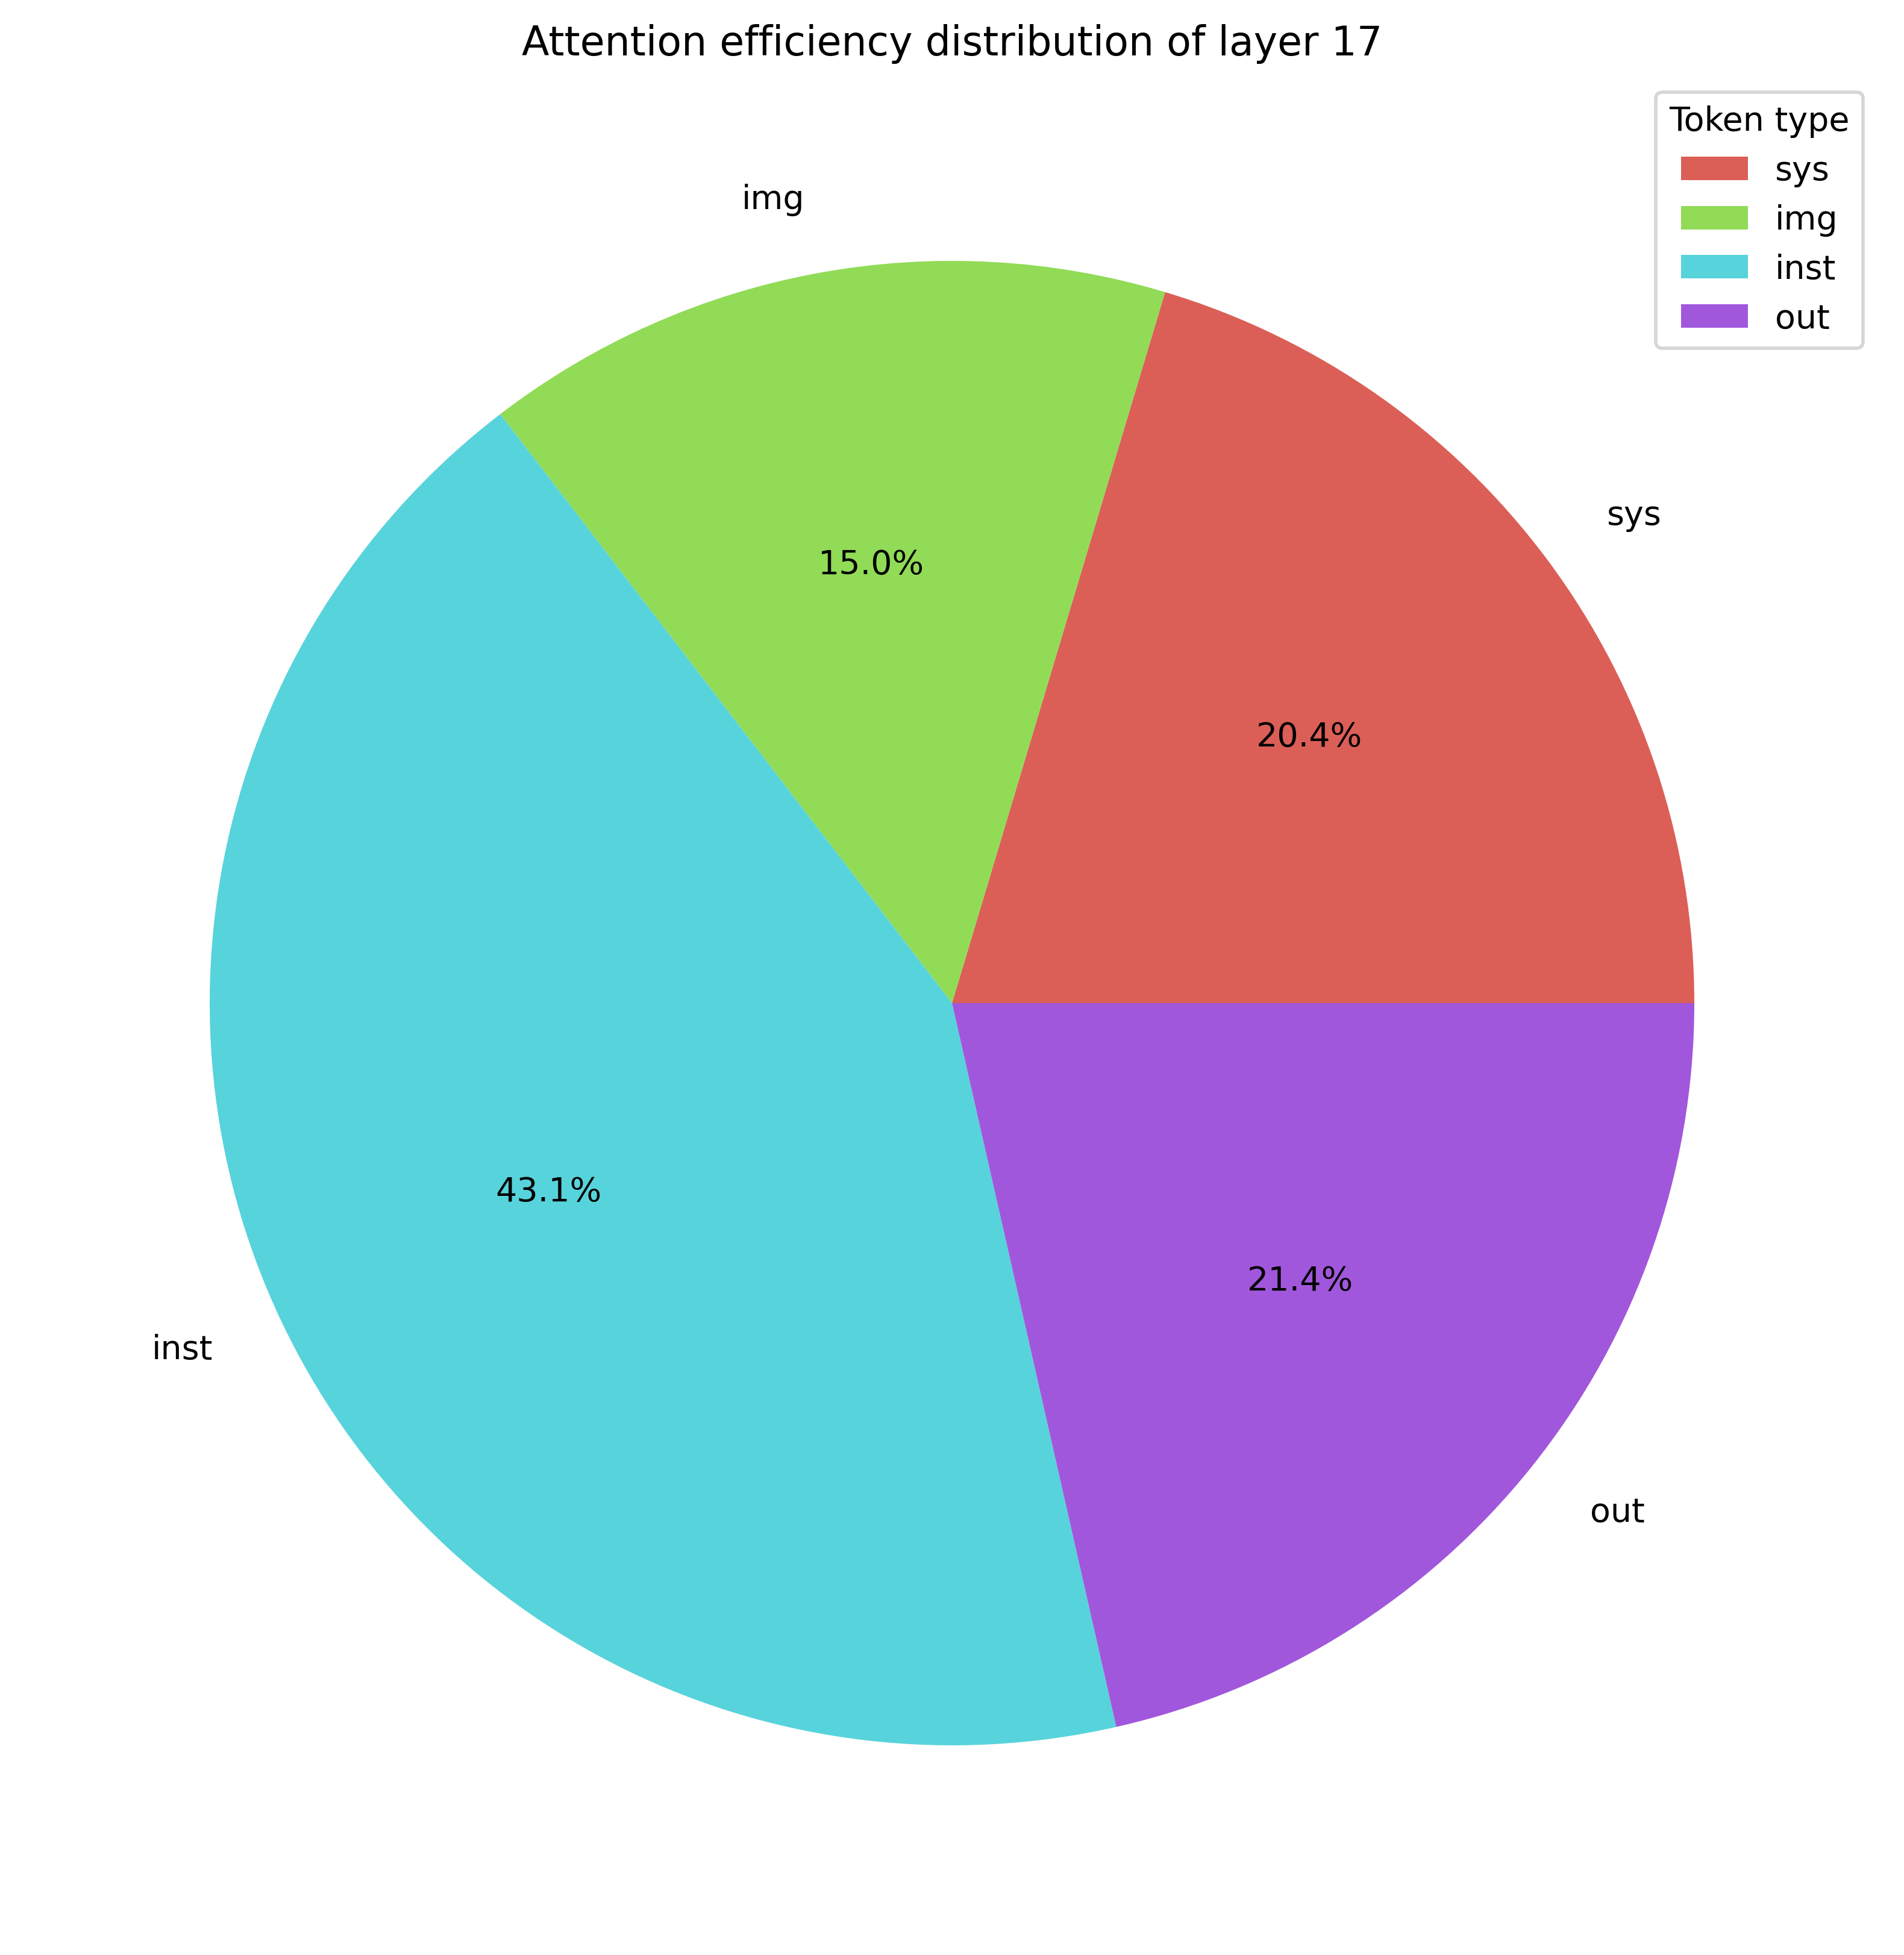 Attention efficiency distribution of layer 17
Token type
sys
img
inst
out
img
sys
15.0%
20.4%
43.1%
21.4%
inst
out